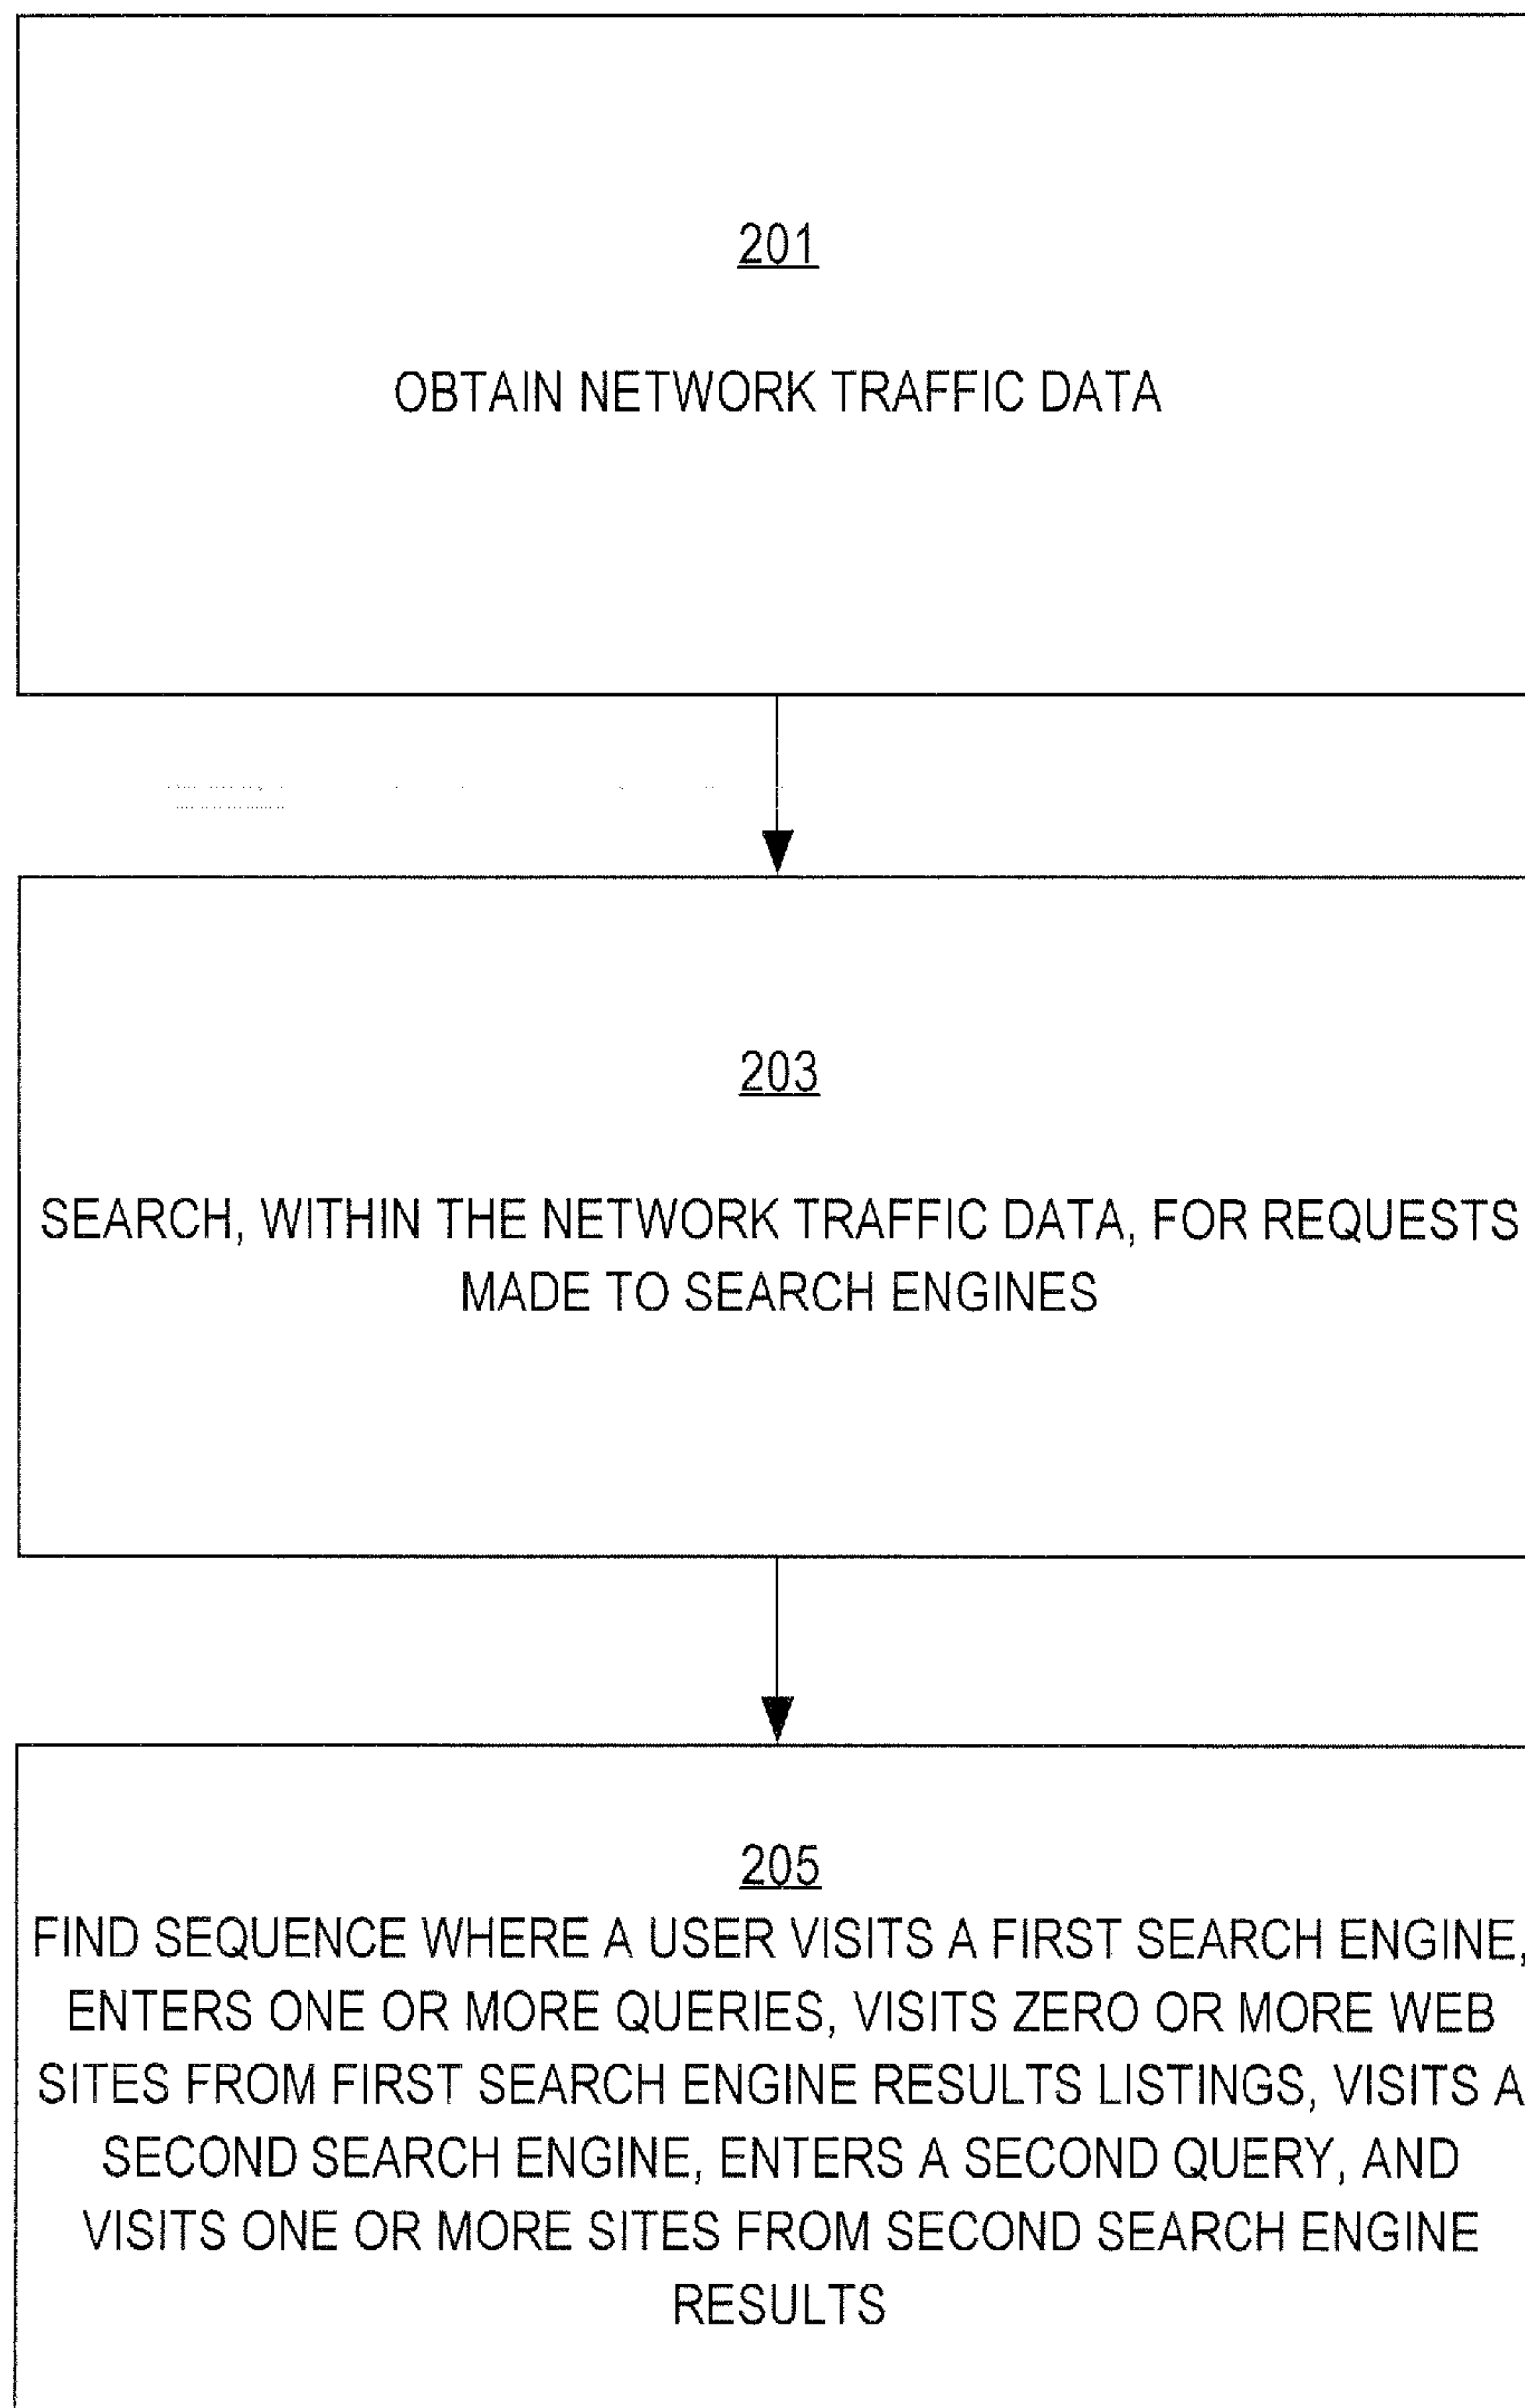 201
OBTAIN NETWORK TRAFFIC DATA
203
SEARCH, WITHIN THE NETWORK TRAFFIC DATA, FOR REQUESTS
MADE TO SEARCH ENGINES
205
FIND SEQUENCE WHERE A USER VISITS A FIRST SEARCH ENGINE,
ENTERS ONE OR MORE QUERIES, VISITS ZERO OR MORE WEB
SITES FROM FIRST SEARCH ENGINE RESULTS LISTINGS, VISITS A
SECOND SEARCH ENGINE, ENTERS A SECOND QUERY, AND
VISITS ONE OR MORE SITES FROM SECOND SEARCH ENGINE
RESULTS